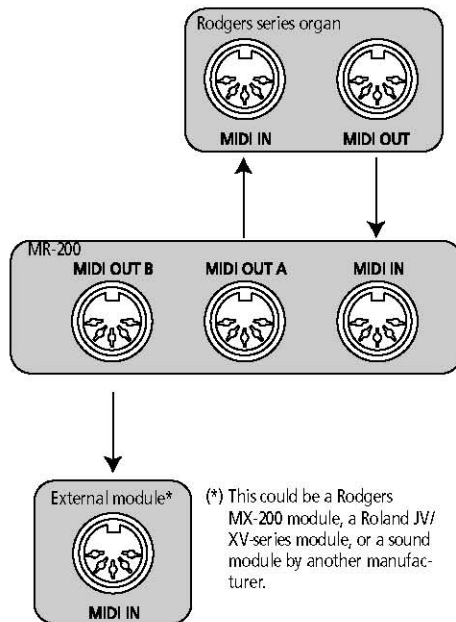 Rodgers series organ
MIDI IN MIDI OUT
MR-200
MIDI OUT B MIDI OUT A MIDI IN
External module*
MIDI IN
(*) This could be a Rodgers
MX-200 module, a Roland JV/
XV-series module, or a sound
module by another manufac-
turer.